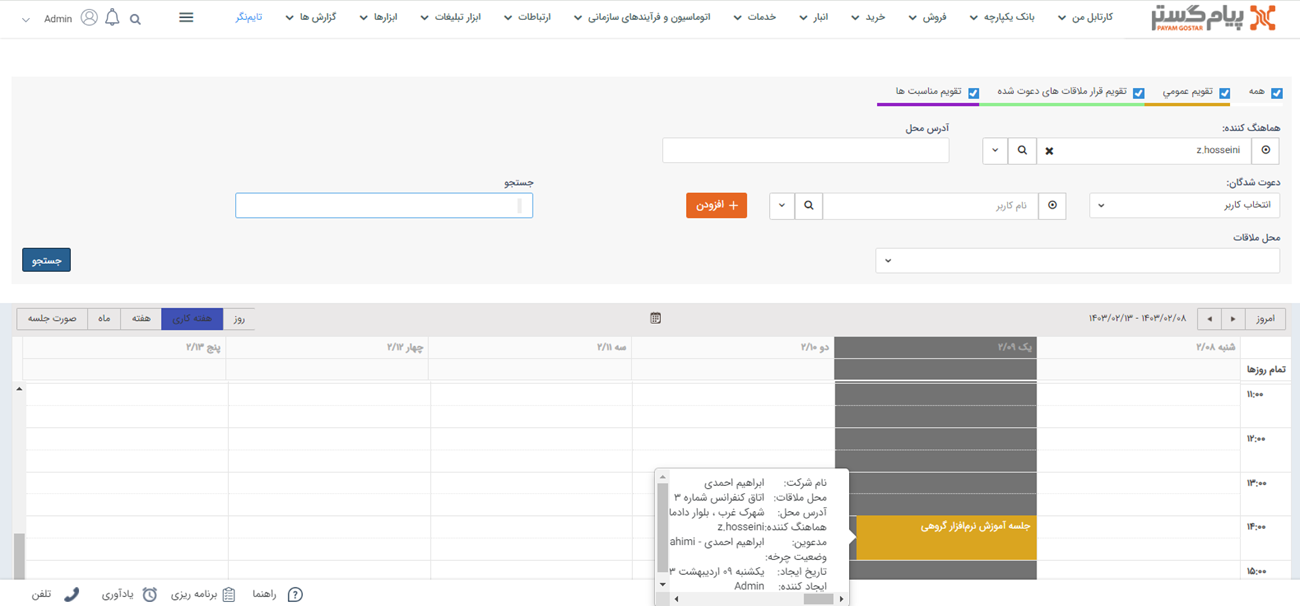 پیام گستر
PAYAM GOSTAR
کارتابل من
بانک یکپارچه
فروش
خرید
انبار
خدمات
اتوماسیون و فرآیندهای سازمانی
ارتباطات
ابزار تبلیغات
ابزارها
گزارش ها
تایم‌نگر
Admin
همه
تقویم عمومي
تقویم قرار ملاقات های دعوت شده
تقویم مناسبت ها
هماهنگ کننده:
آدرس محل
z.hosseini
دعوت شدگان:
جستجو
انتخاب کاربر
نام کاربر
+ افزودن
محل ملاقات
جستجو
امروز
۱۴۰۳/۰۲/۱۳ - ۱۴۰۳/۰۲/۰۸
روز
هفته کاری
هفته
ماه
صورت جلسه
شنبه ۲/۰۸
یک ۲/۰۹
دو ۲/۱۰
سه ۲/۱۱
چهار ۲/۱۲
پنج ۲/۱۳
تمام روزها
۱۱:۰۰
۱۲:۰۰
۱۳:۰۰
۱۴:۰۰
۱۵:۰۰
جلسه آموزش نرم‌افزار گروهی
نام شرکت: ابراهیم احمدی
محل ملاقات: اتاق کنفرانس شماره ۳
آدرس محل: شهرک غرب ، بلوار دادما
هماهنگ کننده: z.hosseini
مدعوین: ابراهیم احمدی - ahimi
وضعیت چرخه:
تاریخ ایجاد: یکشنبه ۰۹ اردیبهشت ۳
ایجاد کننده: Admin
راهنما
برنامه ریزی
یادآوری
تلفن